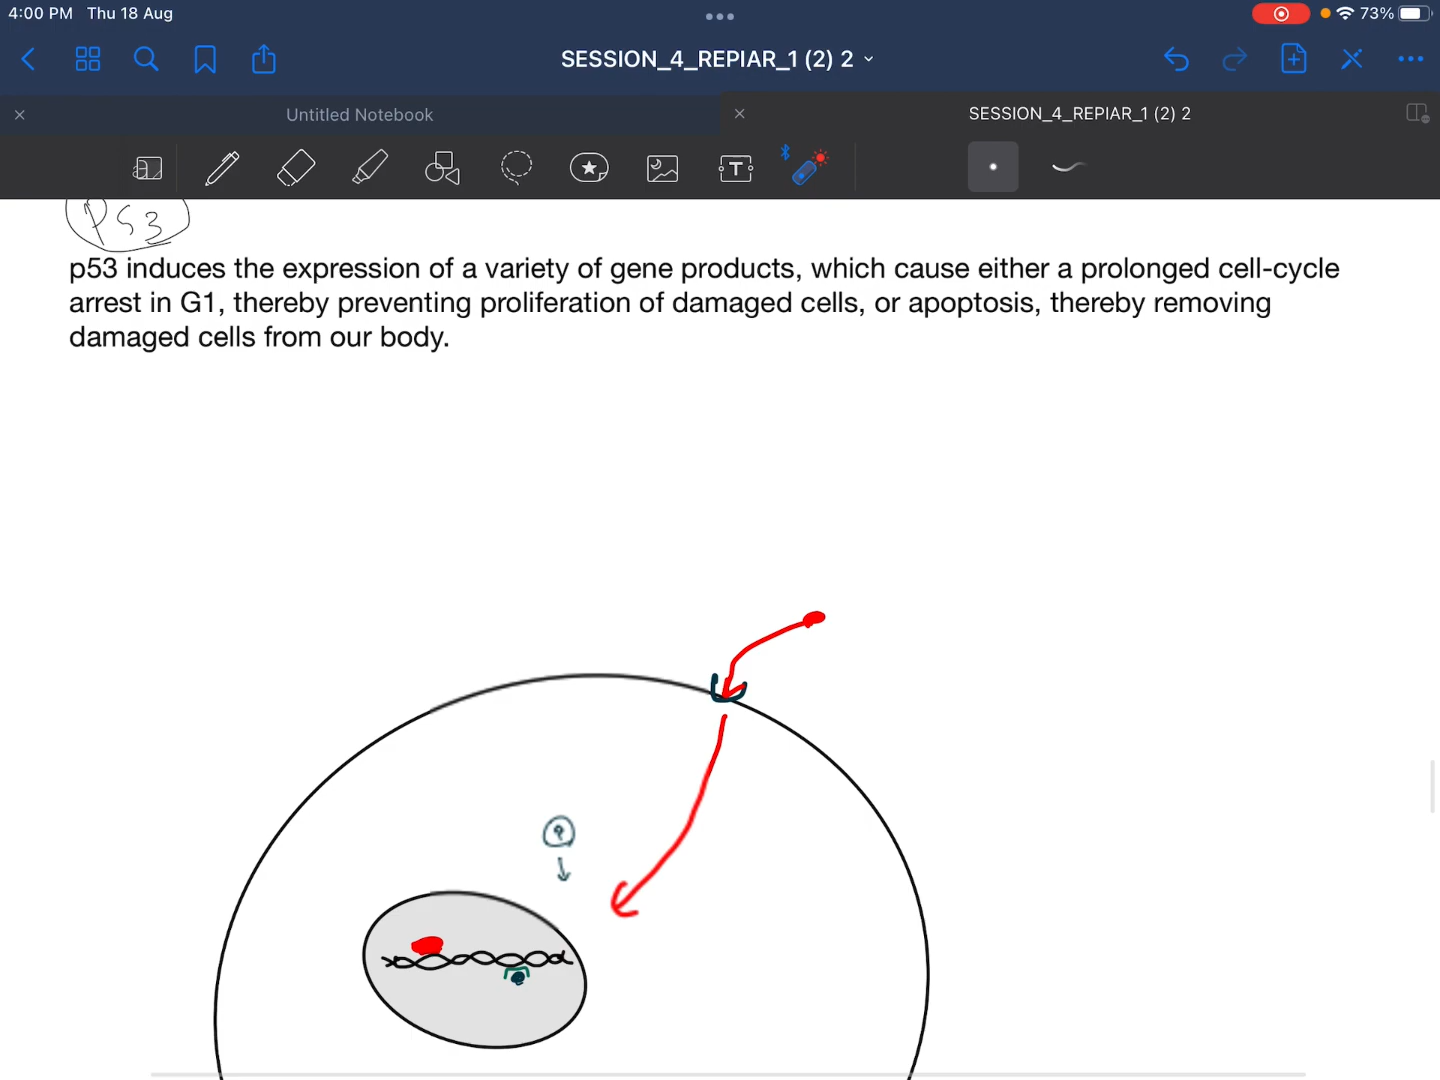 4:00 PM Thu 18 Aug
73%
SESSION_4_REPIAR_1 (2) 2
Untitled Notebook
SESSION_4_REPIAR_1 (2) 2
P53
p53 induces the expression of a variety of gene products, which cause either a prolonged cell-cycle
arrest in G1, thereby preventing proliferation of damaged cells, or apoptosis, thereby removing
damaged cells from our body.